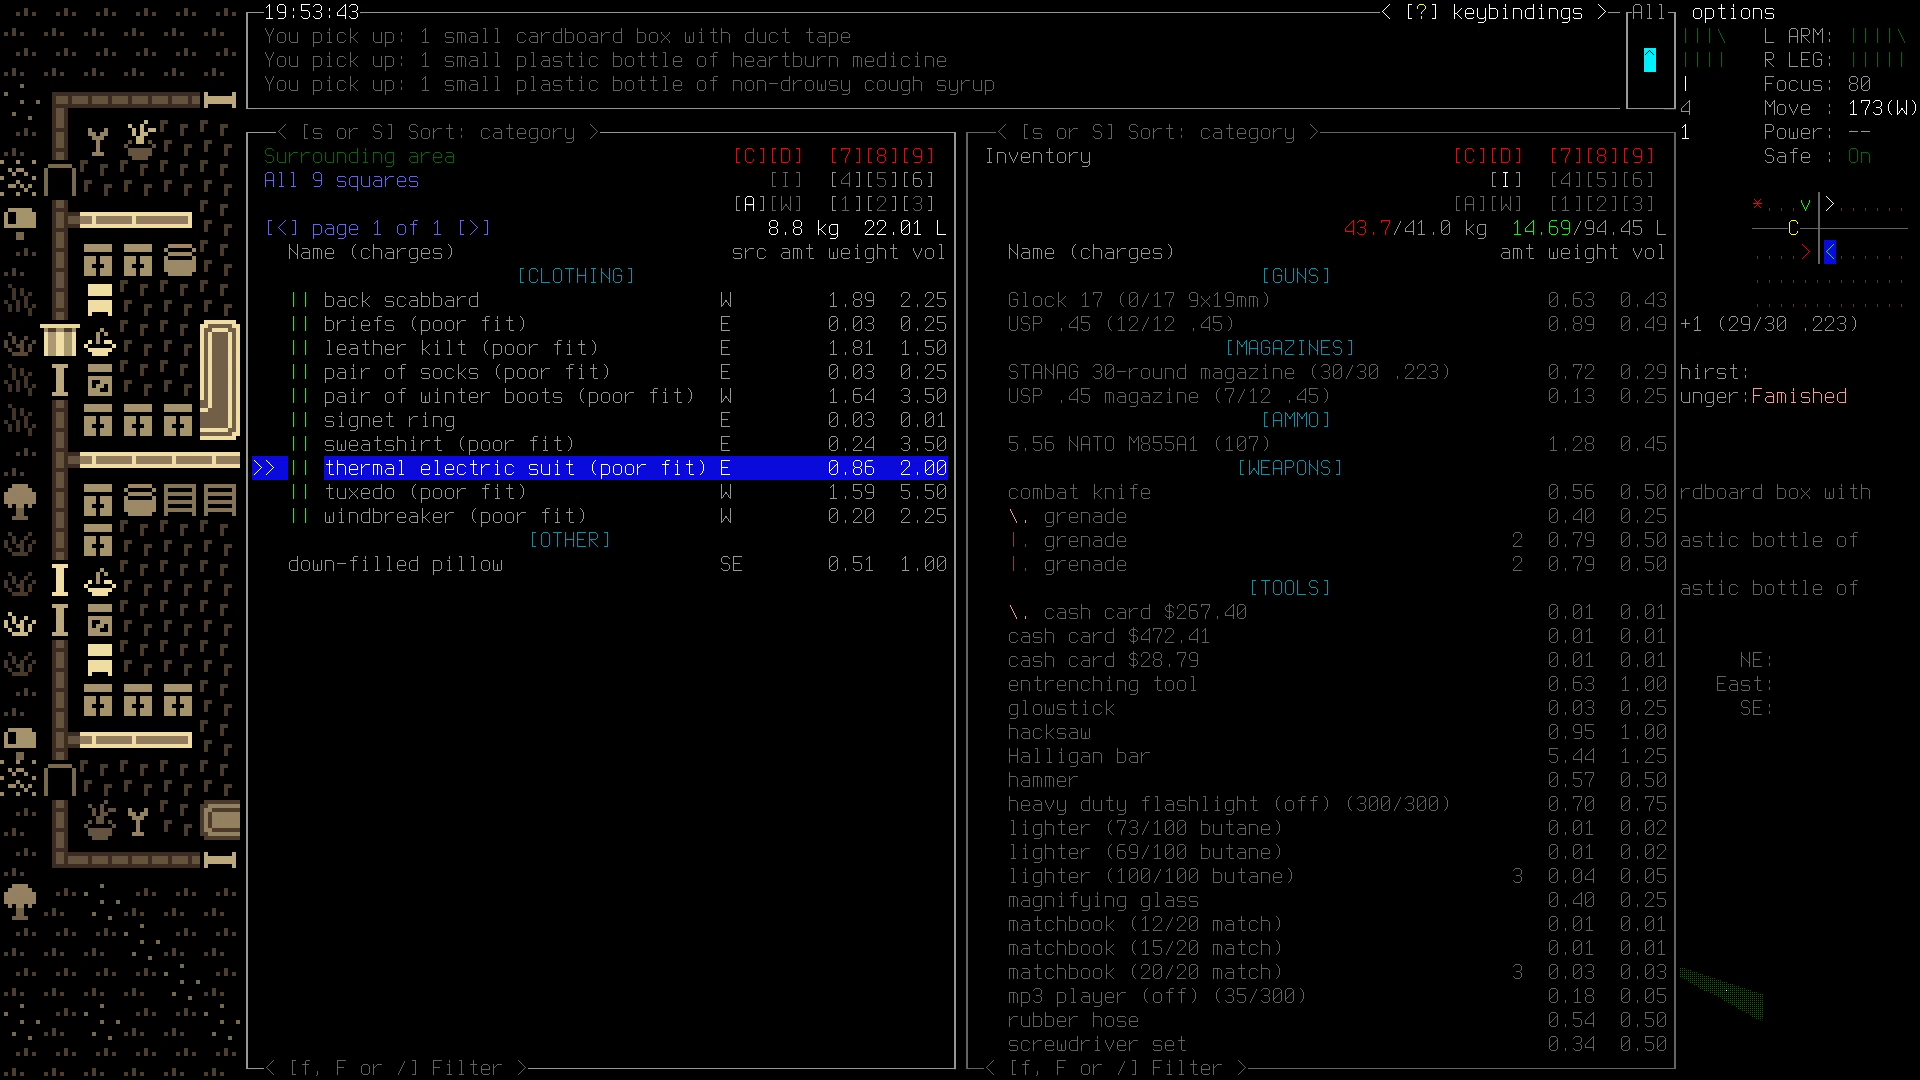 19:53:43 < [?] keybindings > All options
You pick up: 1 small cardboard box with duct tape
You pick up: 1 small plastic bottle of heartburn medicine
You pick up: 1 small plastic bottle of non-drowsy cough syrup
L ARM: ||||\
R LEG: |||||
Focus: 80
4 Move : 173(W)
1 Power: --
Safe : On
< [s or S] Sort: category >
Surrounding area [C][D] [7][8][9]
All 9 squares [I] [4][5][6]
[A][W] [1][2][3]
[<] page 1 of 1 [>] 8.8 kg 22.01 L
Name (charges) src amt weight vol
[CLOTHING]
|| back scabbard W 1.89 2.25
|| briefs (poor fit) E 0.03 0.25
|| leather kilt (poor fit) E 1.81 1.50
|| pair of socks (poor fit) E 0.03 0.25
|| pair of winter boots (poor fit) W 1.64 3.50
|| signet ring E 0.03 0.01
|| sweatshirt (poor fit) E 0.24 3.50
>> || thermal electric suit (poor fit) E 0.86 2.00
|| tuxedo (poor fit) W 1.59 5.50
|| windbreaker (poor fit) W 0.20 2.25
[OTHER]
down-filled pillow SE 0.51 1.00
< [f, F or /] Filter >
< [s or S] Sort: category >
Inventory [C][D] [7][8][9]
[I] [4][5][6]
[A][W] [1][2][3]
43.7/41.0 kg 14.69/94.45 L
Name (charges) amt weight vol
[GUNS]
Glock 17 (0/17 9x19mm) 0.63 0.43
USP .45 (12/12 .45) 0.89 0.49
[MAGAZINES]
STANAG 30-round magazine (30/30 .223) 0.72 0.29
USP .45 magazine (7/12 .45) 0.13 0.25
[AMMO]
5.56 NATO M855A1 (107) 1.28 0.45
[WEAPONS]
combat knife 0.56 0.50
\. grenade 0.40 0.25
|. grenade 2 0.79 0.50
|. grenade 2 0.79 0.50
[TOOLS]
\. cash card $267.40 0.01 0.01
cash card $472.41 0.01 0.01
cash card $28.79 0.01 0.01
entrenching tool 0.63 1.00
glowstick 0.03 0.25
hacksaw 0.95 1.00
Halligan bar 5.44 1.25
hammer 0.57 0.50
heavy duty flashlight (off) (300/300) 0.70 0.75
lighter (73/100 butane) 0.01 0.02
lighter (69/100 butane) 0.01 0.02
lighter (100/100 butane) 3 0.04 0.05
magnifying glass 0.40 0.25
matchbook (12/20 match) 0.01 0.01
matchbook (15/20 match) 0.01 0.01
matchbook (20/20 match) 3 0.03 0.03
mp3 player (off) (35/300) 0.18 0.05
rubber hose 0.54 0.50
screwdriver set 0.34 0.50
< [f, F or /] Filter >
+1 (29/30 .223)
hirst:
unger:Famished
rdboard box with
astic bottle of
astic bottle of
NE:
East:
SE: